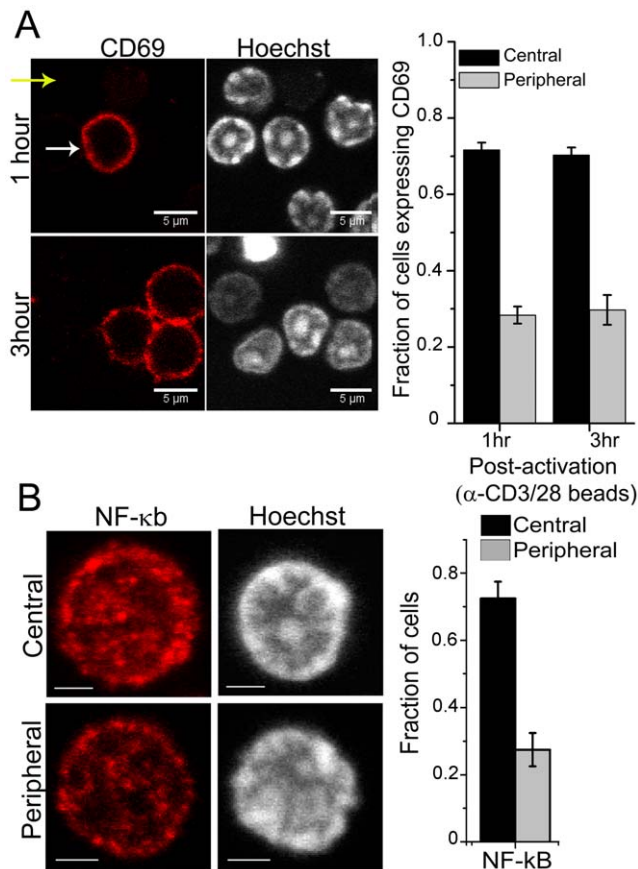 A
CD69
Hoechst
1 hour
5 µm
5 µm
3hour
5 µm
5 µm
Fraction of cells expressing CD69
1.0
0.8
0.6
0.4
0.2
0
Central
Peripheral
1hr
3hr
Post-activation
(α-CD3/28 beads)
B
NF-κb
Hoechst
Central
Peripheral
Central
Peripheral
Fraction of cells
0.8
0.6
0.4
0.2
0
NF-kB